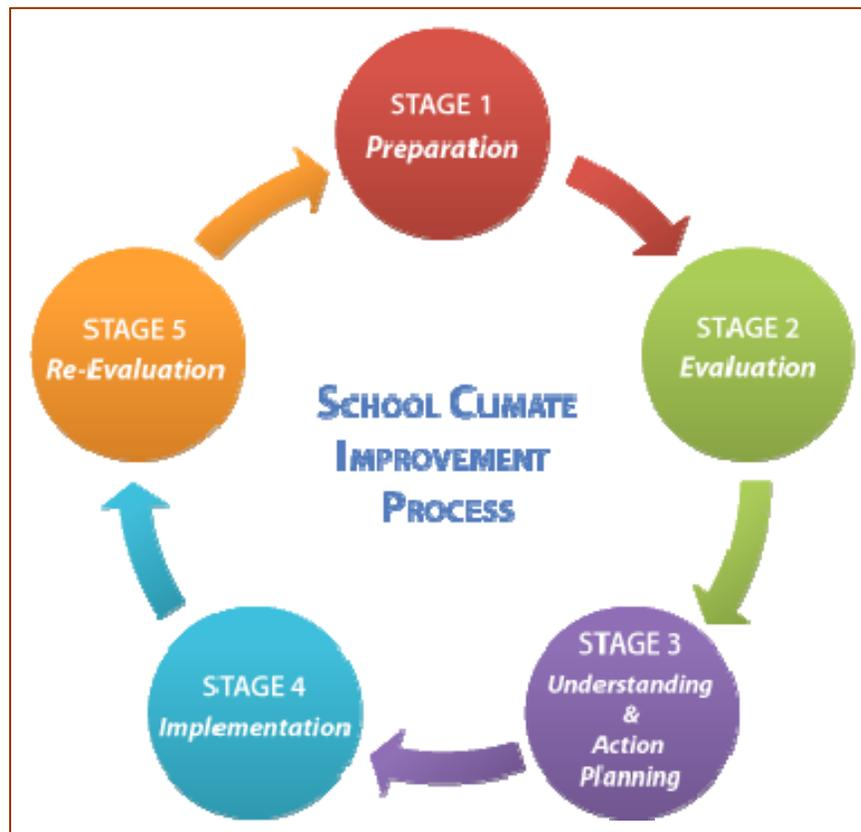 STAGE 1
Preparation
STAGE 2
Evaluation
STAGE 3
Understanding
&
Action
Planning
STAGE 4
Implementation
STAGE 5
Re-Evaluation
SCHOOL CLIMATE
IMPROVEMENT
PROCESS